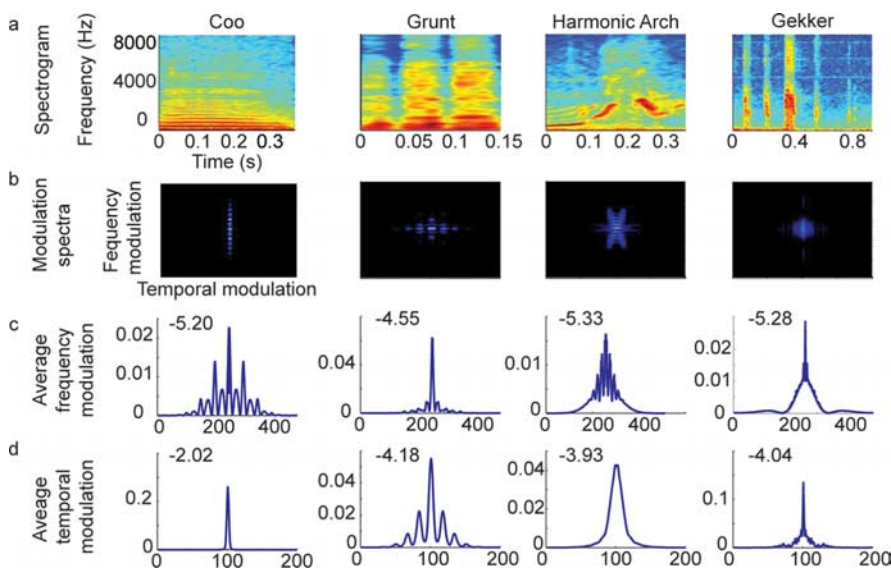 a
Coo
Grunt
Harmonic Arch
Gekker
Spectrogram
Frequency (Hz)
8000
4000
0
0 0.1 0.2 0.3
0 0.05 0.10 0.15
0 0.1 0.2 0.3
0 0.4 0.8
Time (s)
b
Modulation
spectra
Fequency
modulation
Temporal modulation
c
Average
frequency
modulation
-5.20
0.02
0.01
0
0 200 400
-4.55
0.04
0
0 200 400
-5.33
0.01
0
0 200 400
-5.28
0.02
0.01
0
0 200 400
d
Aveage
temporal
modulation
-2.02
0.2
0
0 100 200
-4.18
0.04
0.02
0
0 100 200
-3.93
0.04
0.02
0
0 100 200
-4.04
0.1
0
0 100 200